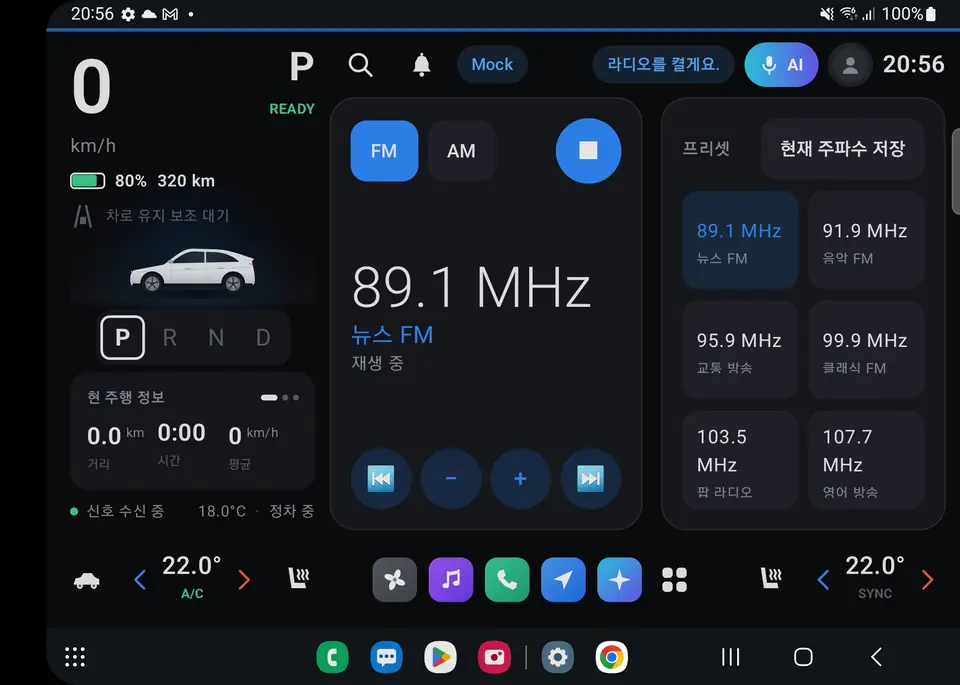 20:56
100%
0
P
READY
km/h
80% 320 km
차로 유지 보조 대기
P R N D
현 주행 정보
0.0 km 0:00 0 km/h
거리 시간 평균
신호 수신 중 18.0°C · 정차 중
Mock
라디오를 켤게요.
AI
20:56
FM AM
89.1 MHz
뉴스 FM
재생 중
− +
프리셋
현재 주파수 저장
89.1 MHz
뉴스 FM
91.9 MHz
음악 FM
95.9 MHz
교통 방송
99.9 MHz
클래식 FM
103.5
MHz
팝 라디오
107.7
MHz
영어 방송
22.0°
A/C
22.0°
SYNC